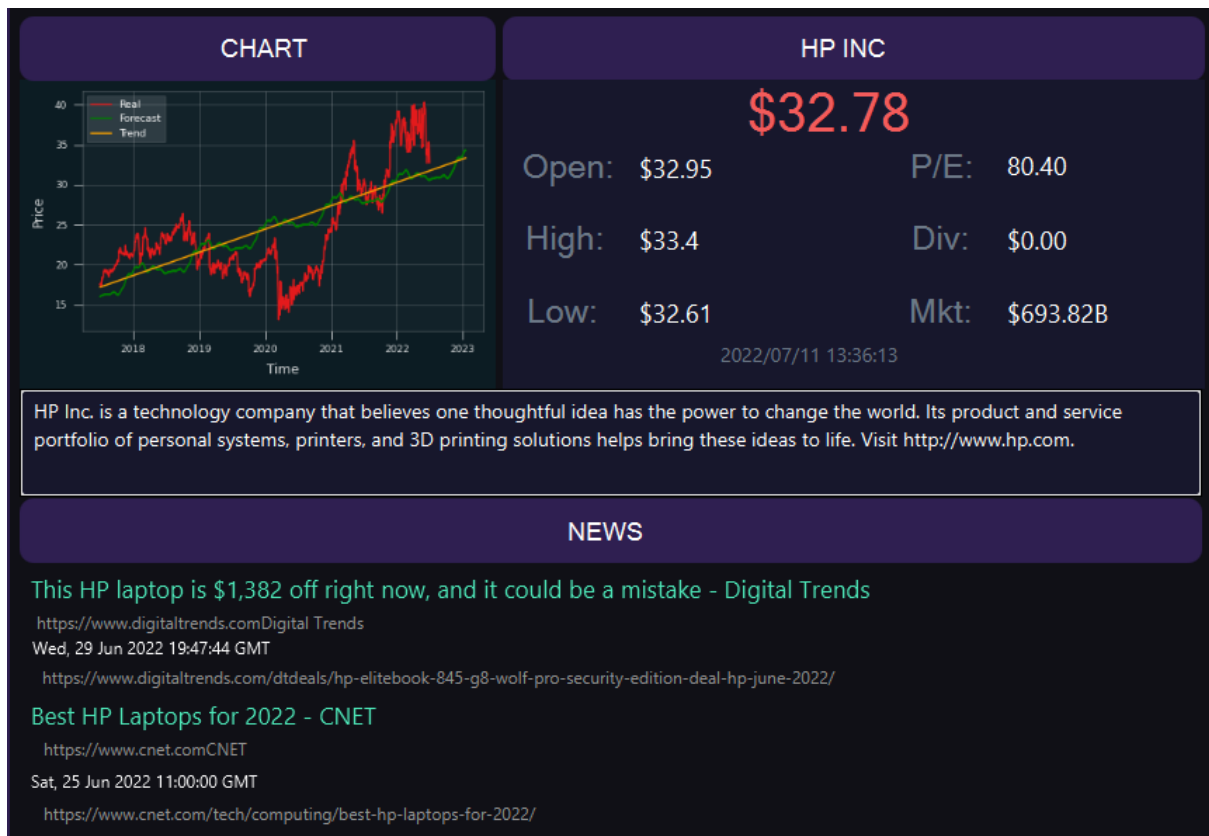 CHART
40
35
30
25
20
15
Price
Real
Forecast
Trend
2018 2019 2020 2021 2022 2023
Time
HP INC
$32.78
Open: $32.95 P/E: 80.40
High: $33.4 Div: $0.00
Low: $32.61 Mkt: $693.82B
2022/07/11 13:36:13
HP Inc. is a technology company that believes one thoughtful idea has the power to change the world. Its product and service
portfolio of personal systems, printers, and 3D printing solutions helps bring these ideas to life. Visit http://www.hp.com.
NEWS
This HP laptop is $1,382 off right now, and it could be a mistake - Digital Trends
https://www.digitaltrends.comDigital Trends
Wed, 29 Jun 2022 19:47:44 GMT
https://www.digitaltrends.com/dtdeals/hp-elitebook-845-g8-wolf-pro-security-edition-deal-hp-june-2022/
Best HP Laptops for 2022 - CNET
https://www.cnet.comCNET
Sat, 25 Jun 2022 11:00:00 GMT
https://www.cnet.com/tech/computing/best-hp-laptops-for-2022/